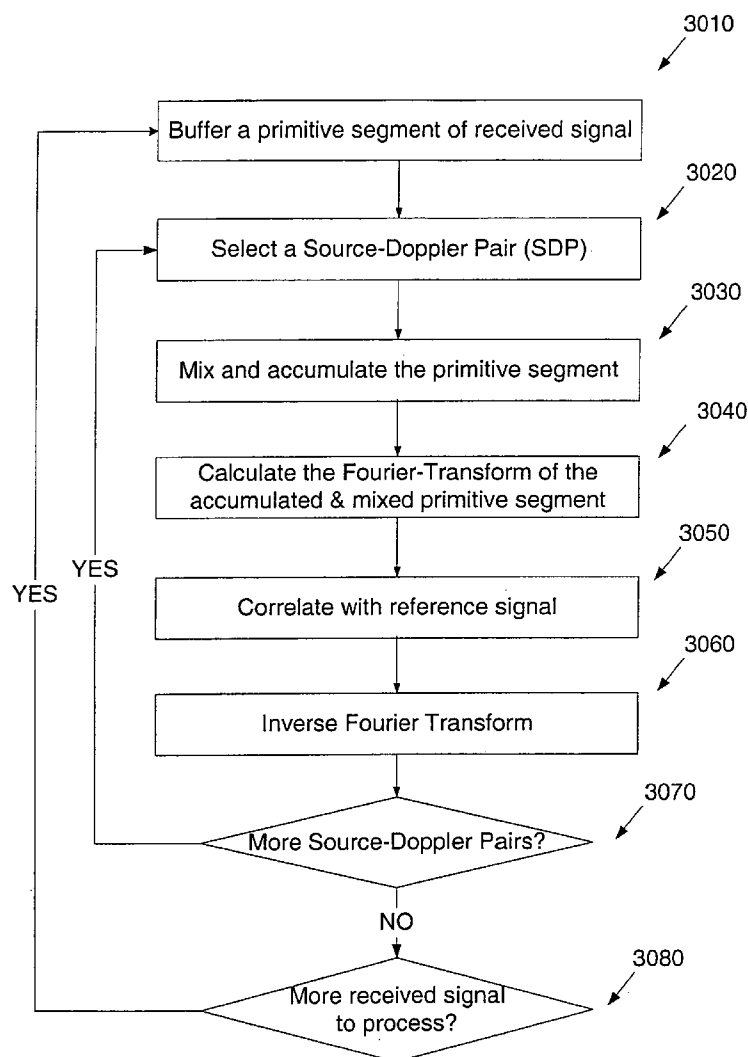 3010
Buffer a primitive segment of received signal
3020
Select a Source-Doppler Pair (SDP)
3030
Mix and accumulate the primitive segment
3040
Calculate the Fourier-Transform of the
accumulated & mixed primitive segment
3050
Correlate with reference signal
3060
Inverse Fourier Transform
3070
More Source-Doppler Pairs?
YES
YES
NO
3080
More received signal
to process?